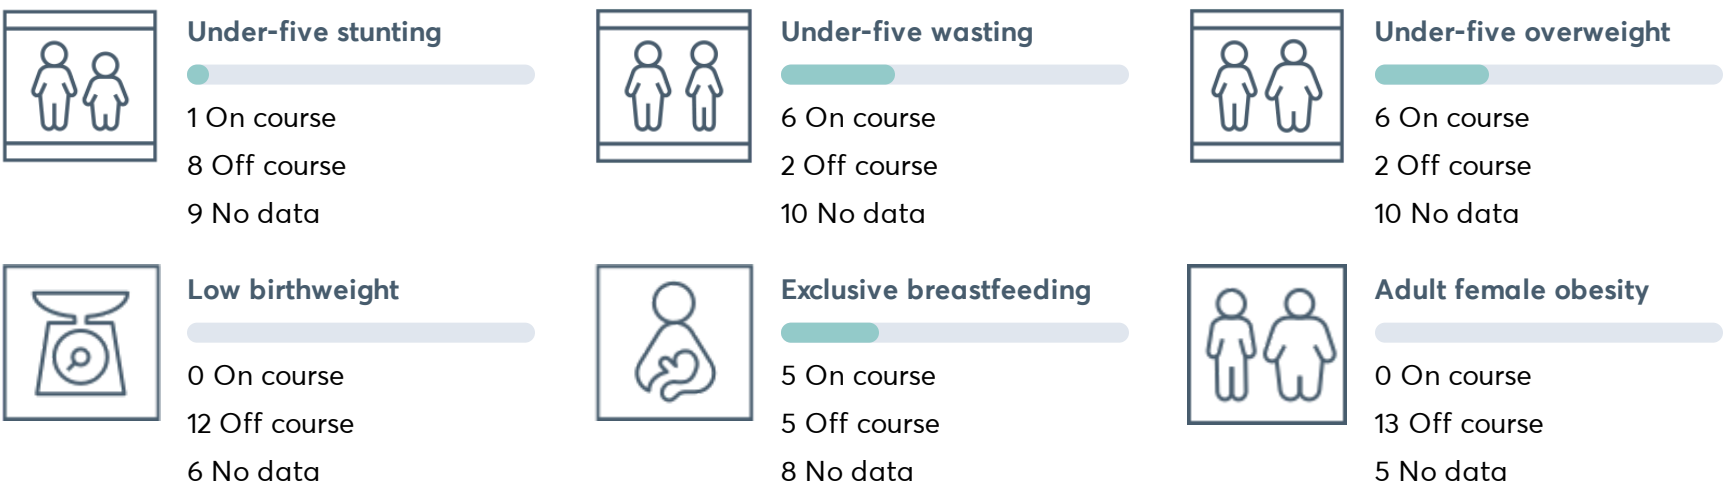 Under-five stunting
1 On course
8 Off course
9 No data
Under-five wasting
6 On course
2 Off course
10 No data
Under-five overweight
6 On course
2 Off course
10 No data
Low birthweight
0 On course
12 Off course
6 No data
Exclusive breastfeeding
5 On course
5 Off course
8 No data
Adult female obesity
0 On course
13 Off course
5 No data